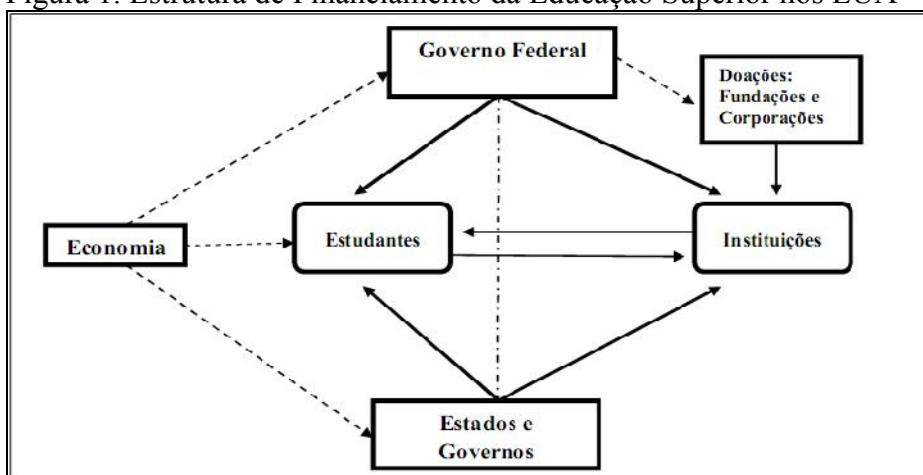 Figura 1: Estrutura de Financiamento da Educação Superior nos EUA
Governo Federal
Doações:
Fundações e
Corporações
Estudantes
Instituições
Economia
Estados e
Governos